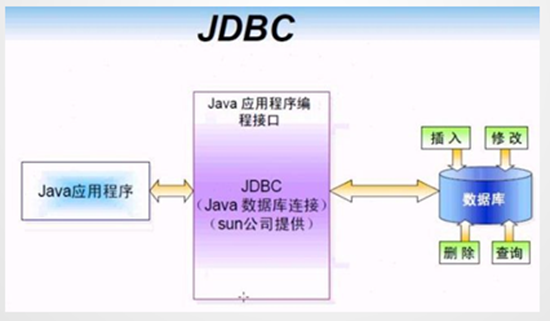 JDBC
Java 应用程序编
程接口
Java应用程序
JDBC
(Java 数据库连接)
(sun公司提供)
插 入
修 改
数据库
删 除
查询